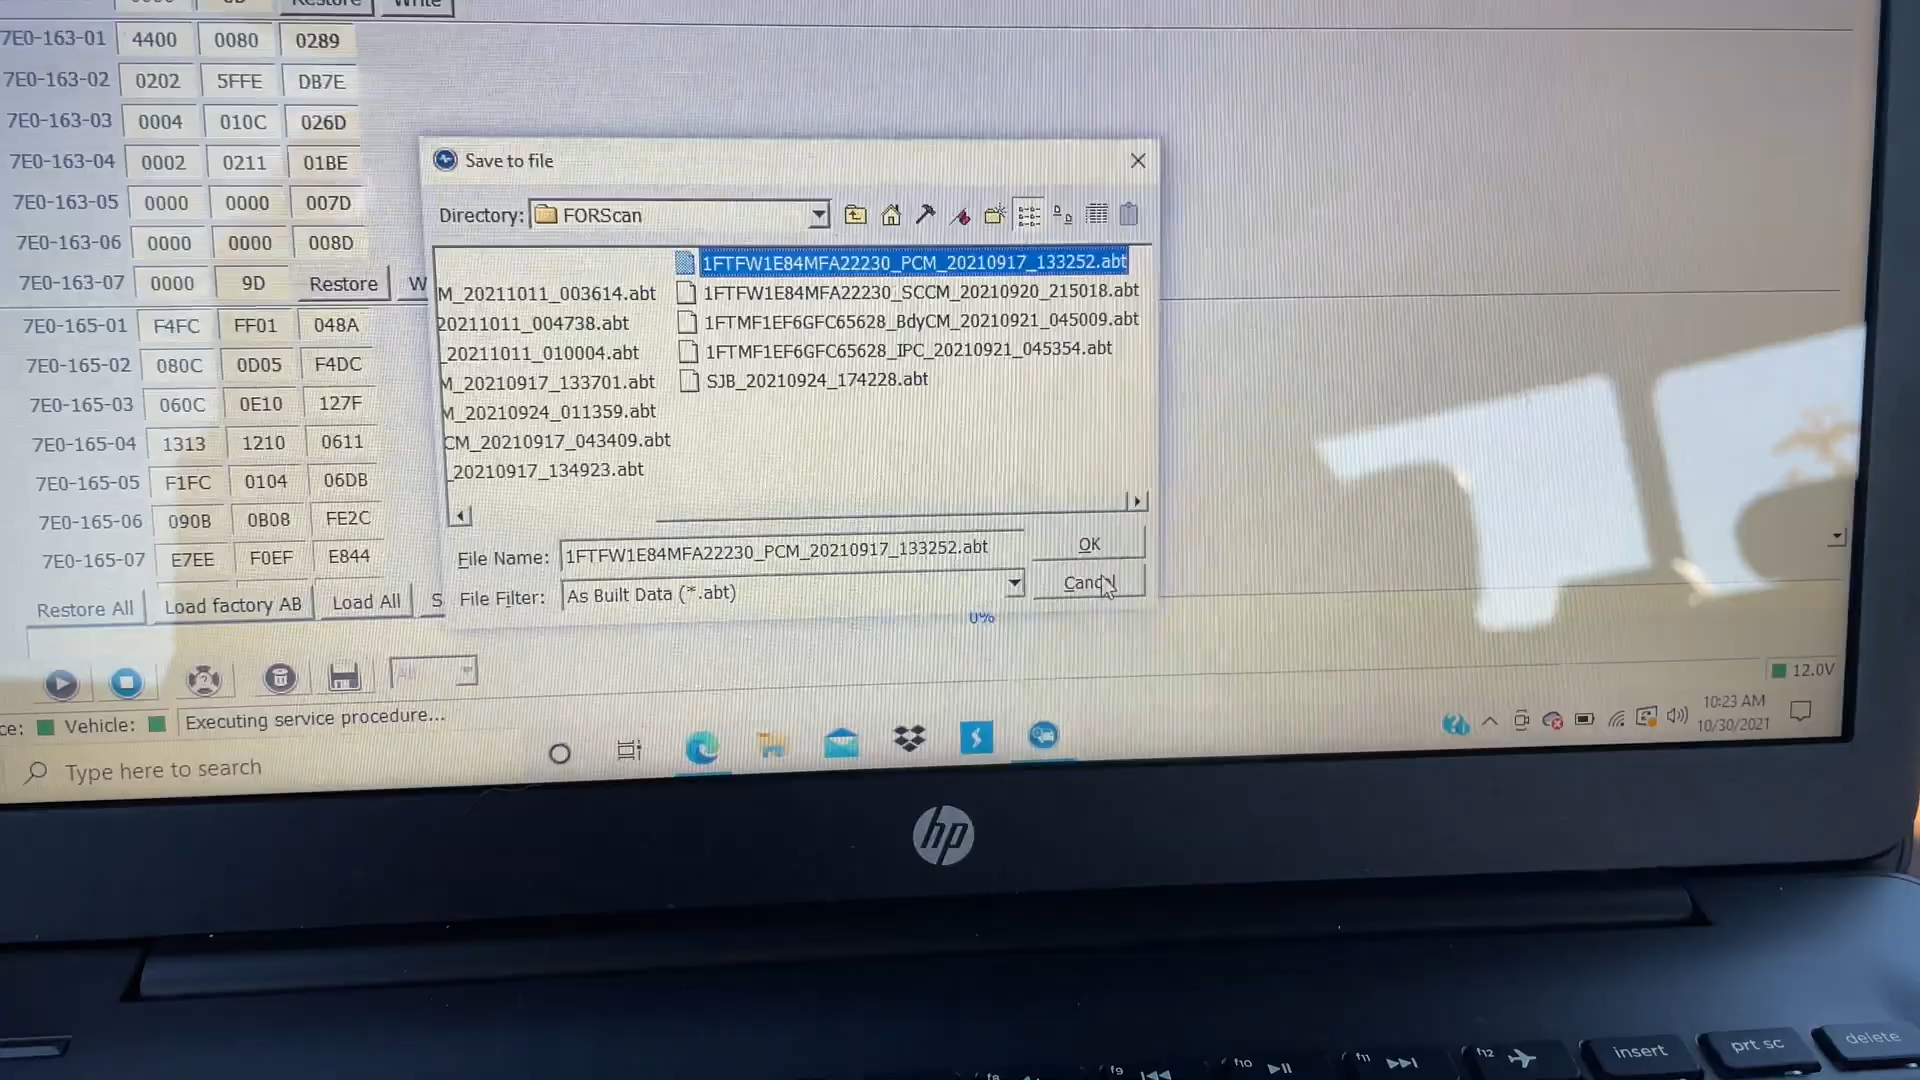 7E0-163-01 4400 0080 0289
7E0-163-02 0202 5FFE DB7E
7E0-163-03 0004 010C 026D
7E0-163-04 0002 0211 01BE
7E0-163-05 0000 0000 007D
7E0-163-06 0000 0000 008D
7E0-163-07 0000 9D Restore W
7E0-165-01 F4FC FF01 048A
7E0-165-02 080C 0D05 F4DC
7E0-165-03 060C 0E10 127F
7E0-165-04 1313 1210 0611
7E0-165-05 F1FC 0104 06DB
7E0-165-06 090B 0B08 FE2C
7E0-165-07 E7EE F0EF E844
Restore All Load factory AB Load All S
Save to file
Directory: FORScan
M_20211011_003614.abt
20211011_004738.abt
_20211011_010004.abt
M_20210917_133701.abt
M_20210924_011359.abt
CM_20210917_043409.abt
_20210917_134923.abt
1FTFW1E84MFA22230_PCM_20210917_133252.abt
1FTFW1E84MFA22230_SCCM_20210920_215018.abt
1FTMF1EF6GFC65628_BdyCM_20210921_045009.abt
1FTMF1EF6GFC65628_IPC_20210921_045354.abt
SJB_20210924_174228.abt
File Name: 1FTFW1E84MFA22230_PCM_20210917_133252.abt OK
File Filter: As Built Data (*.abt) Cancel
0%
All
12.0V
ce: Vehicle: Executing service procedure...
10:23 AM
10/30/2021
Type here to search
hp
f8 f9 f10 f11 f12 insert prt sc delete